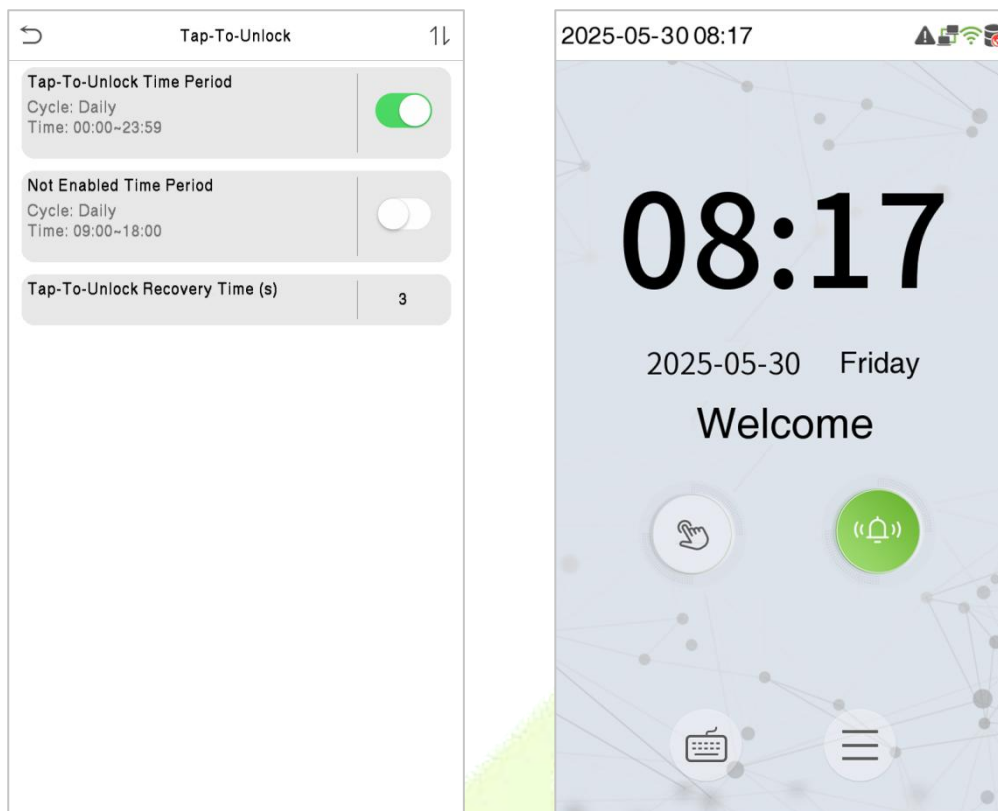 Tap-To-Unlock
Tap-To-Unlock Time Period
Cycle: Daily
Time: 00:00~23:59
Not Enabled Time Period
Cycle: Daily
Time: 09:00~18:00
Tap-To-Unlock Recovery Time (s)
3
2025-05-30 08:17
08:17
2025-05-30 Friday
Welcome